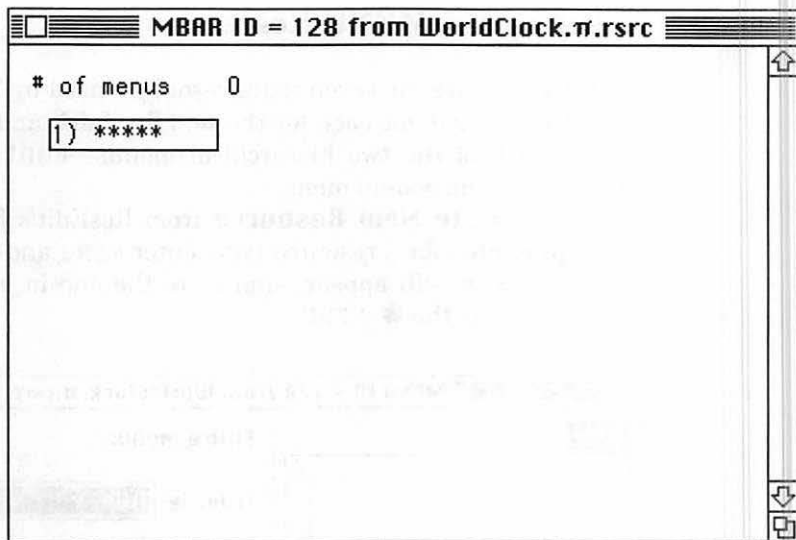 MBAR ID = 128 from WorldClock.π.rsrc
# of menus 0
1) *****